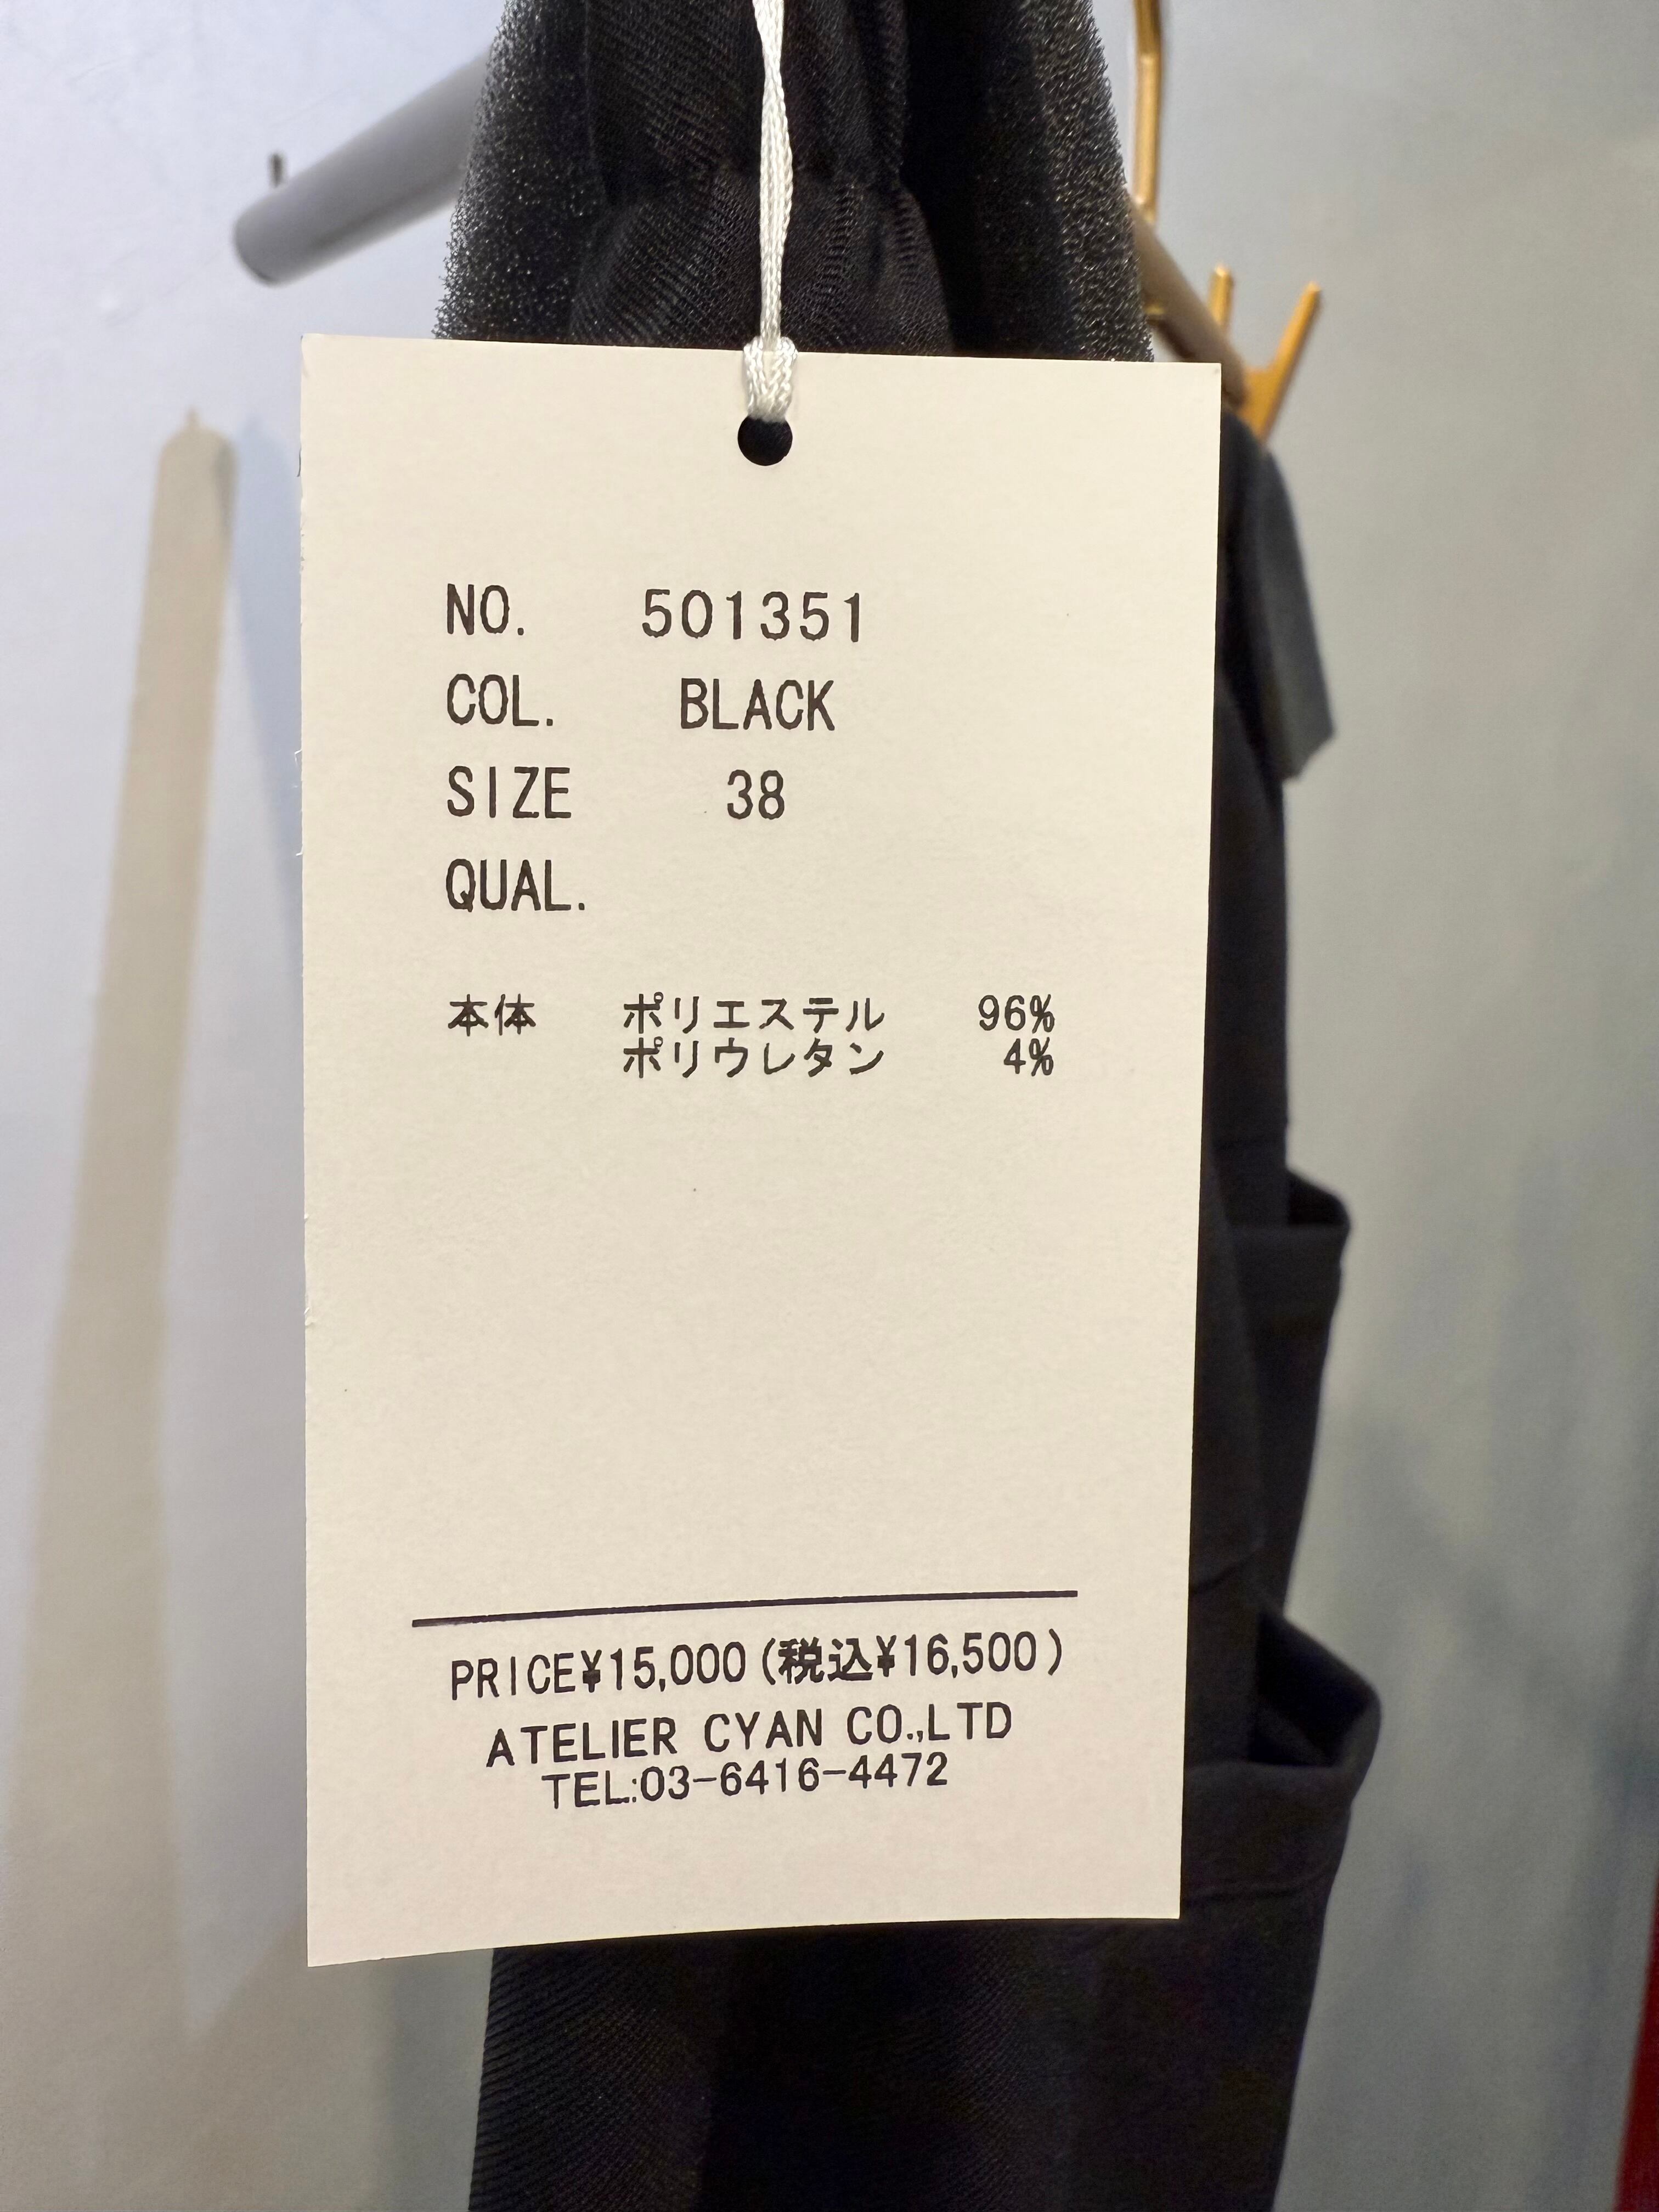 NO. 501351
COL. BLACK
SIZE 38
QUAL.
本体 ポリエステル 96%
ポリウレタン 4%
PRICE¥15,000(税込¥16,500)
ATELIER CYAN CO.,LTD
TEL:03-6416-4472